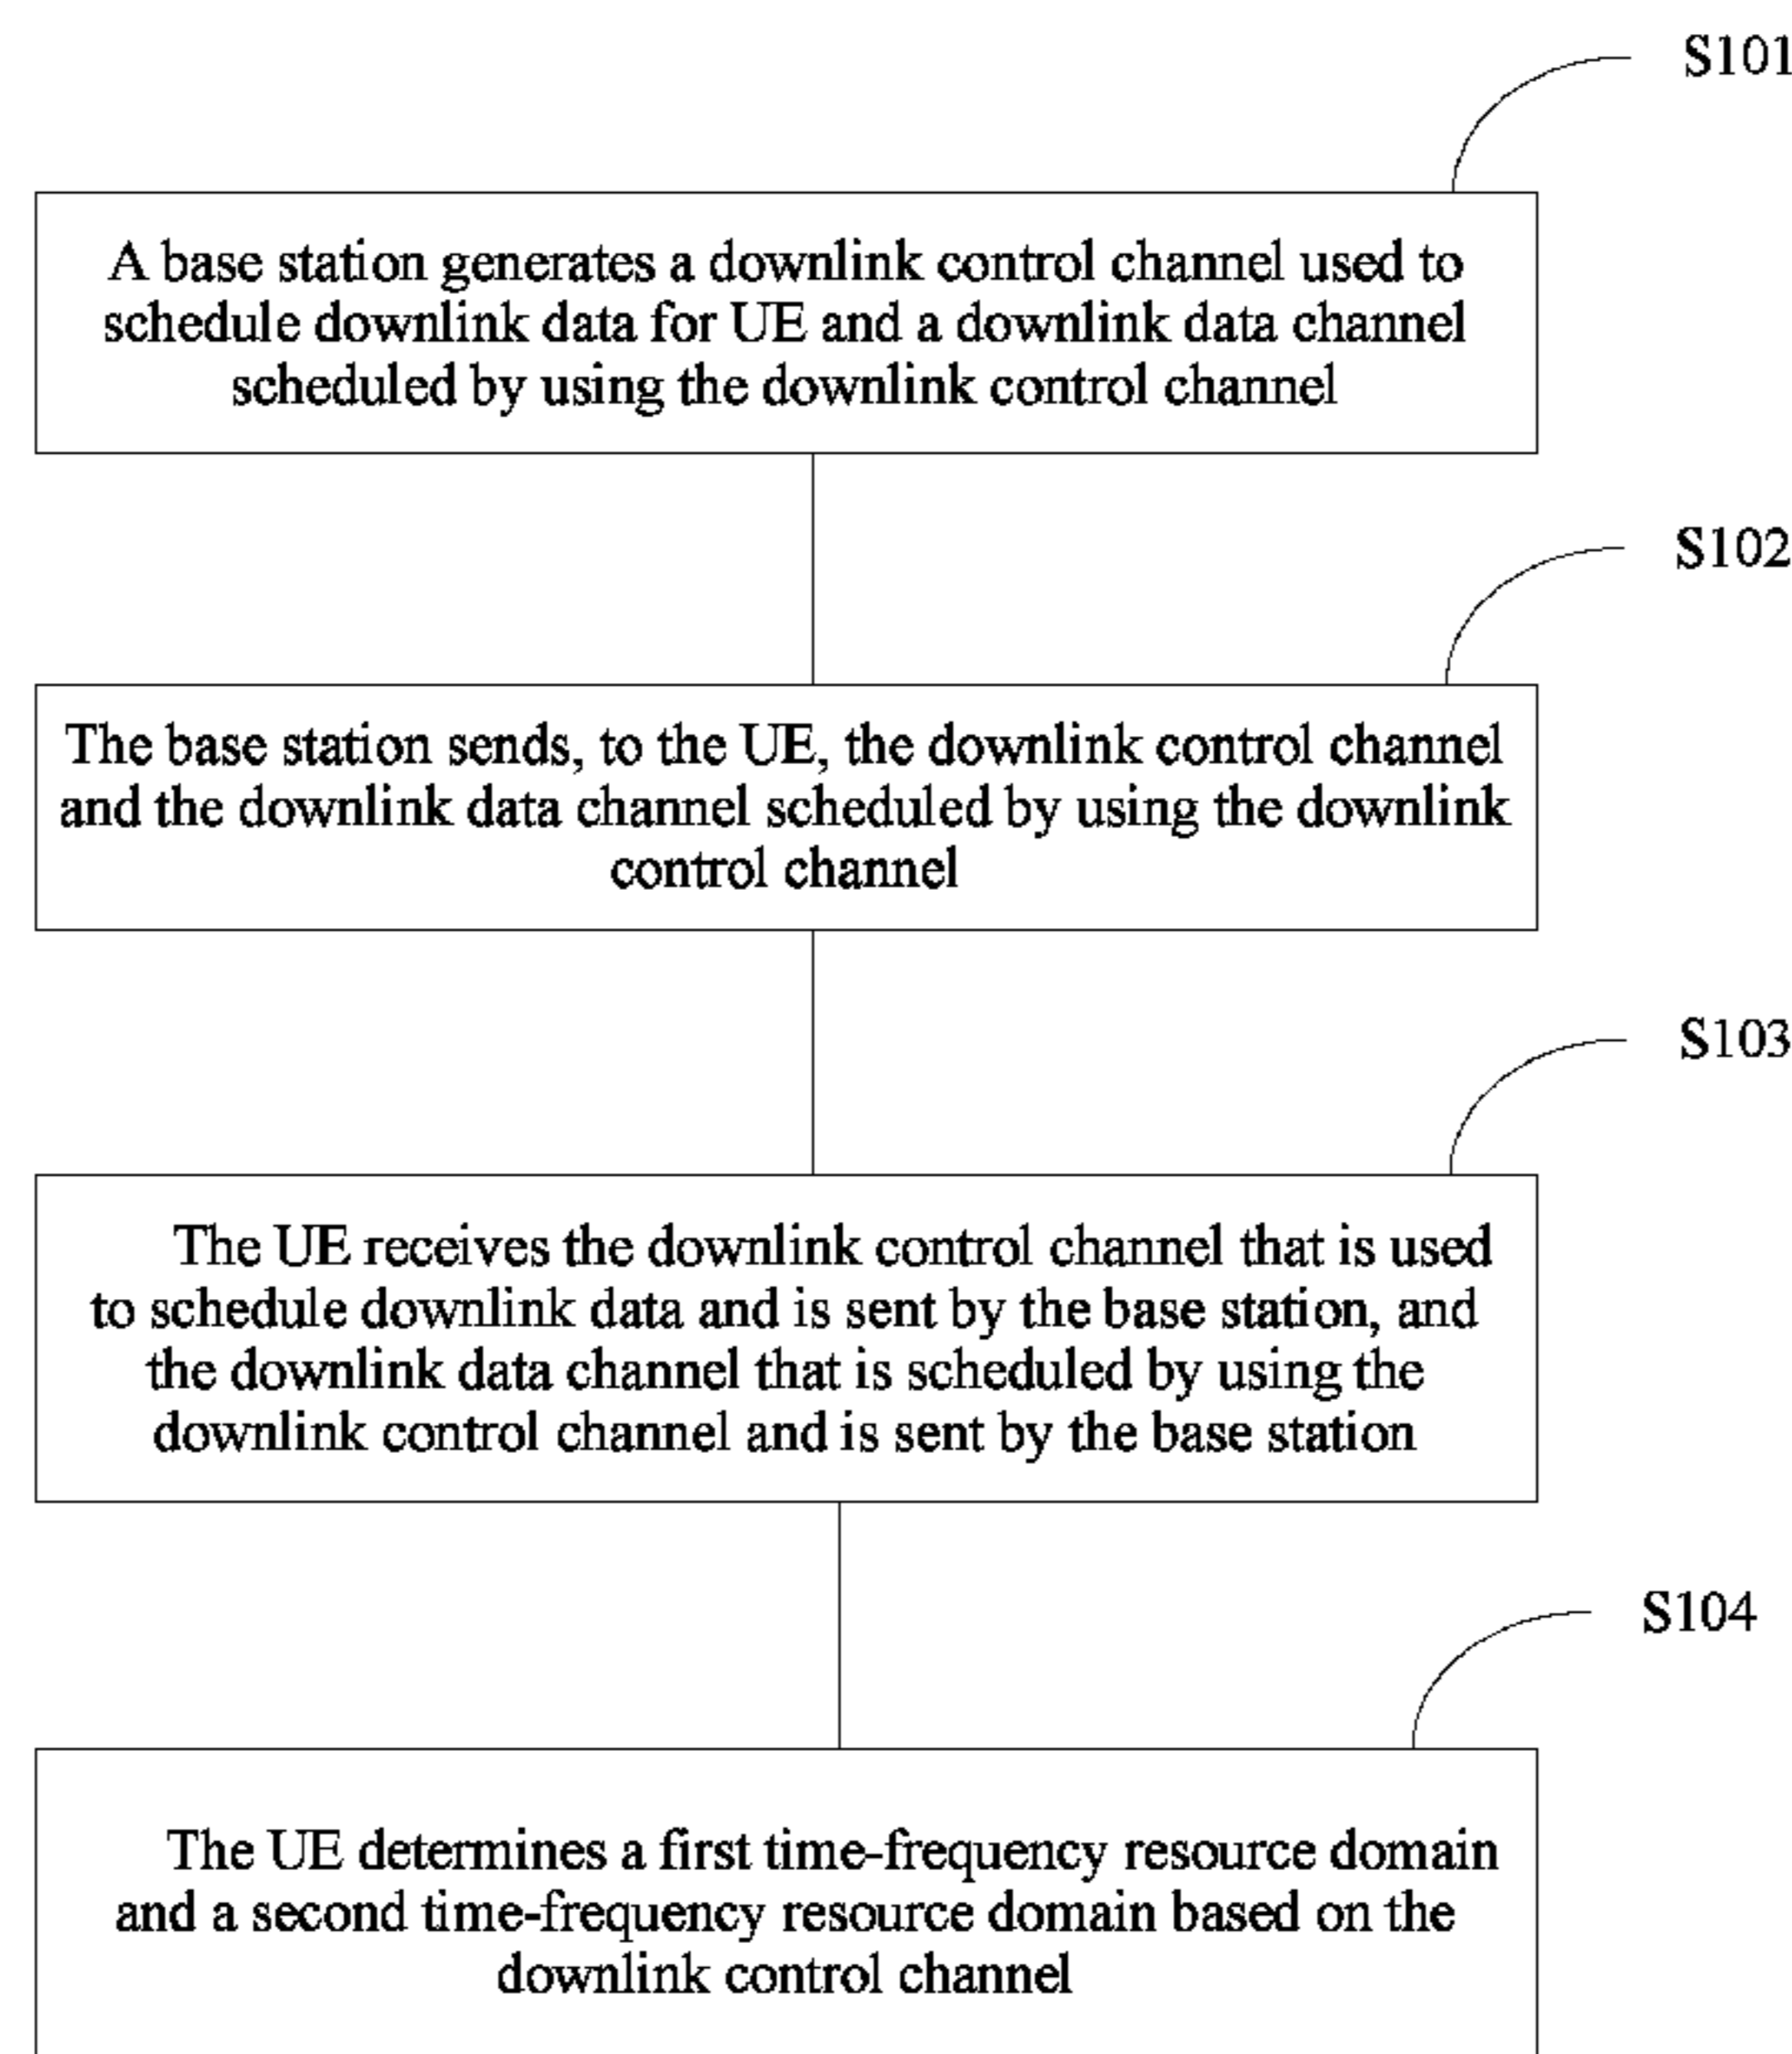 S101
A base station generates a downlink control channel used to
schedule downlink data for UE and a downlink data channel
scheduled by using the downlink control channel
S102
The base station sends, to the UE, the downlink control channel
and the downlink data channel scheduled by using the downlink
control channel
S103
The UE receives the downlink control channel that is used
to schedule downlink data and is sent by the base station, and
the downlink data channel that is scheduled by using the
downlink control channel and is sent by the base station
S104
The UE determines a first time-frequency resource domain
and a second time-frequency resource domain based on the
downlink control channel